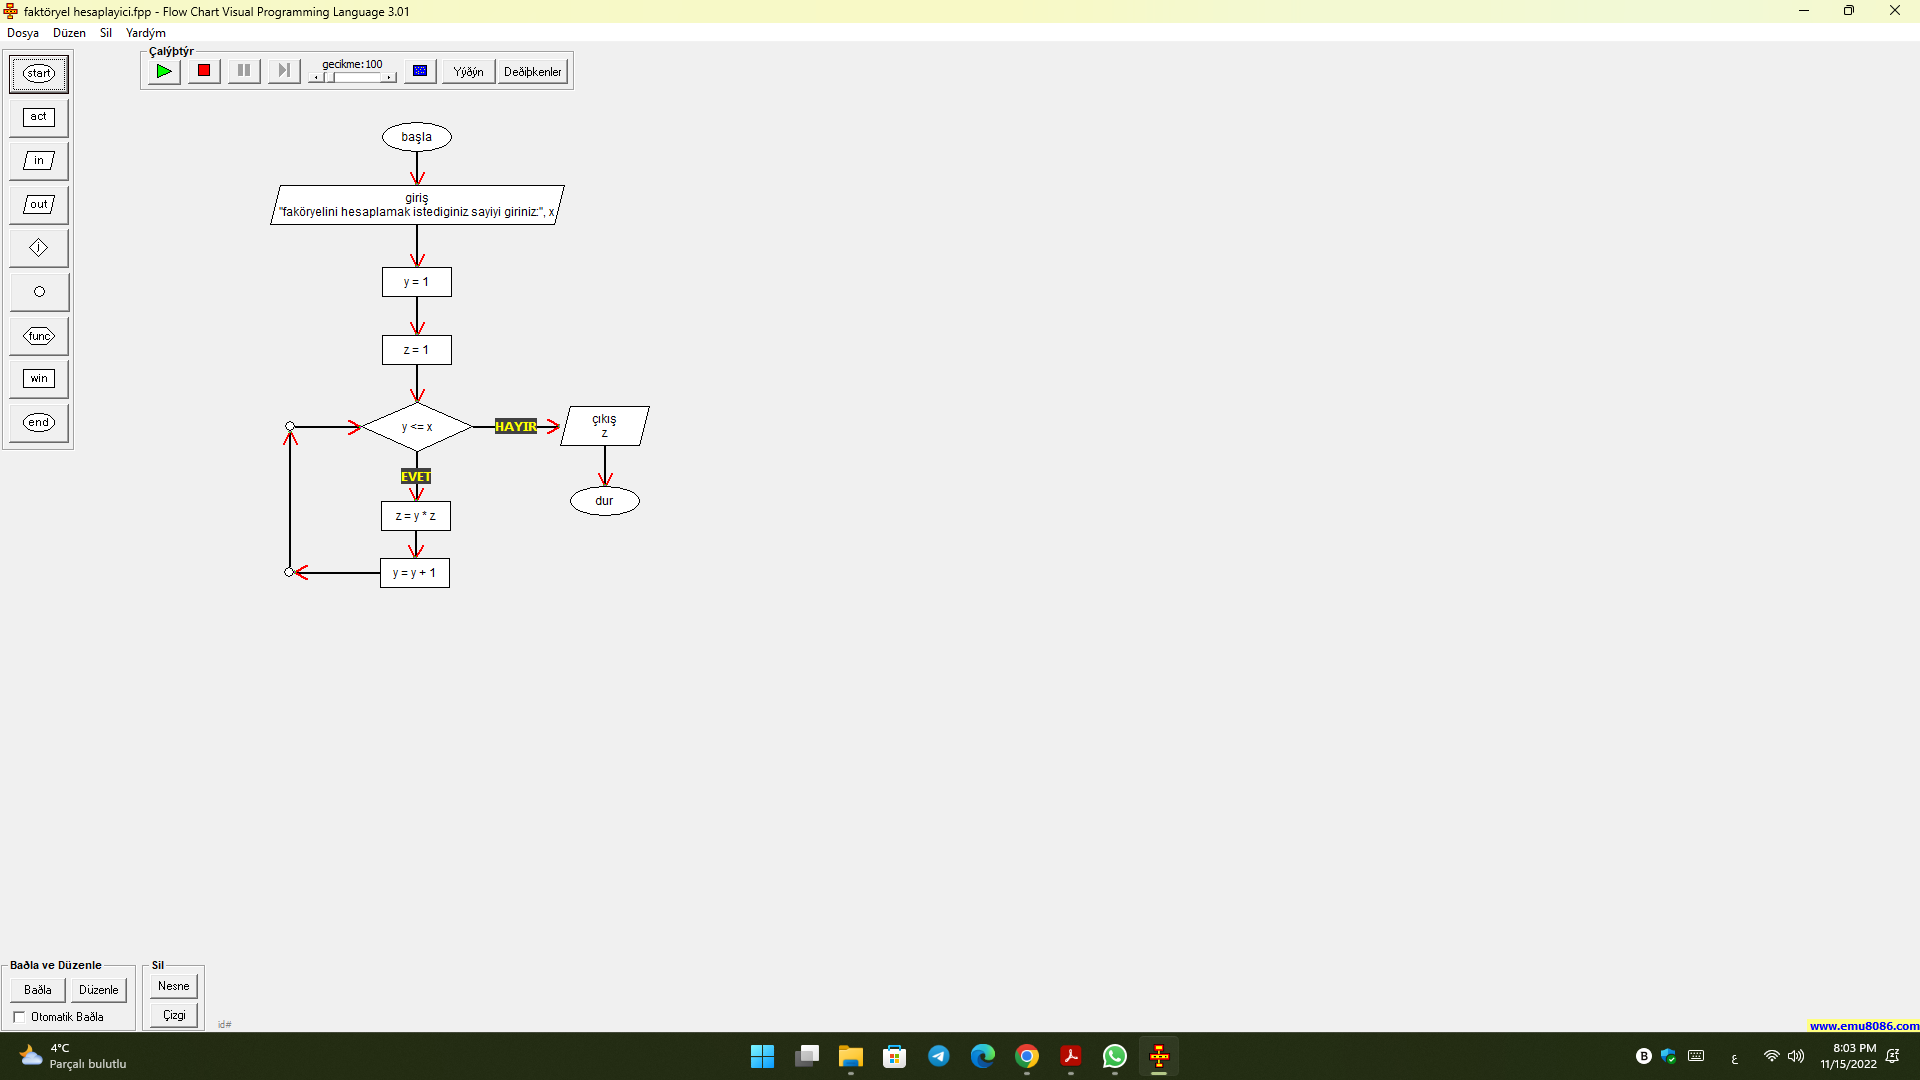 faktöryel hesaplayici.fpp - Flow Chart Visual Programming Language 3.01
Dosya Düzen Sil Yardým
Çalýþtýr
gecikme:100
Yýðýn
Deðiþkenler
start
act
in
out
j
func
win
end
başla
giriş
"faköryelini hesaplamak istediginiz sayiyi giriniz:", x
y = 1
z = 1
y <= x
HAYIR
çıkış
z
EVET
dur
z = y * z
y = y + 1
Baðla ve Düzenle
Baðla
Düzenle
Otomatik Baðla
Sil
Nesne
Çizgi
id#
www.emu8086.com
4°C
Parçalı bulutlu
B
ع
8:03 PM
11/15/2022